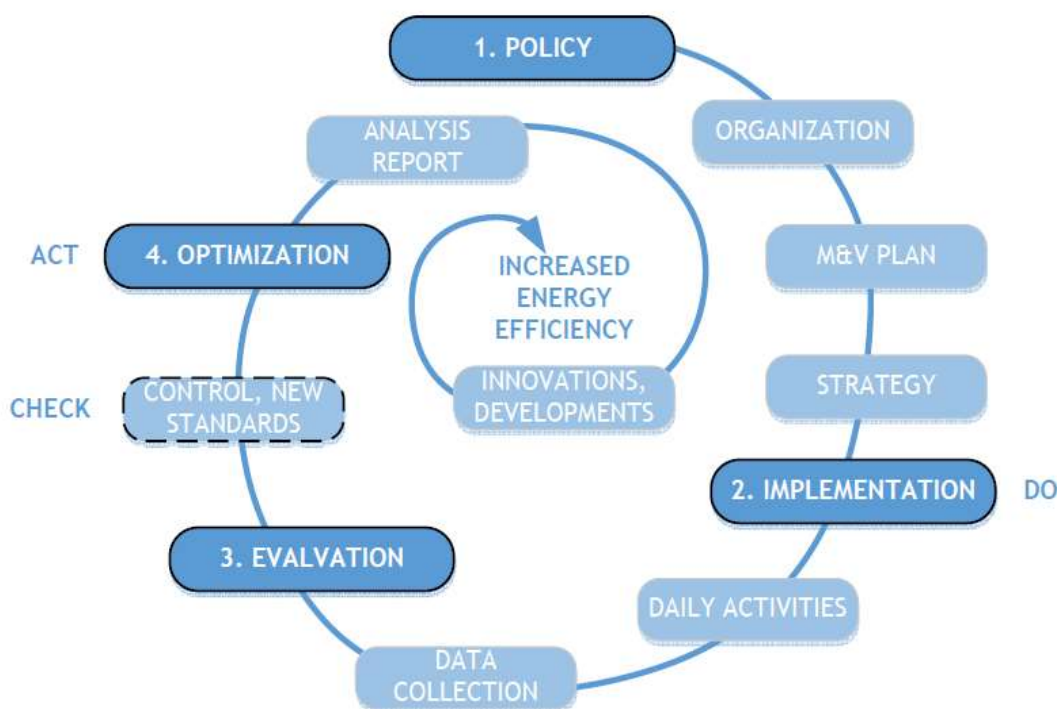 1. POLICY
ORGANIZATION
M&V PLAN
STRATEGY
2. IMPLEMENTATION
DO
DAILY ACTIVITIES
DATA
COLLECTION
3. EVALVATION
CONTROL, NEW
STANDARDS
CHECK
4. OPTIMIZATION
ACT
ANALYSIS
REPORT
INNOVATIONS,
DEVELOPMENTS
INCREASED
ENERGY
EFFICIENCY